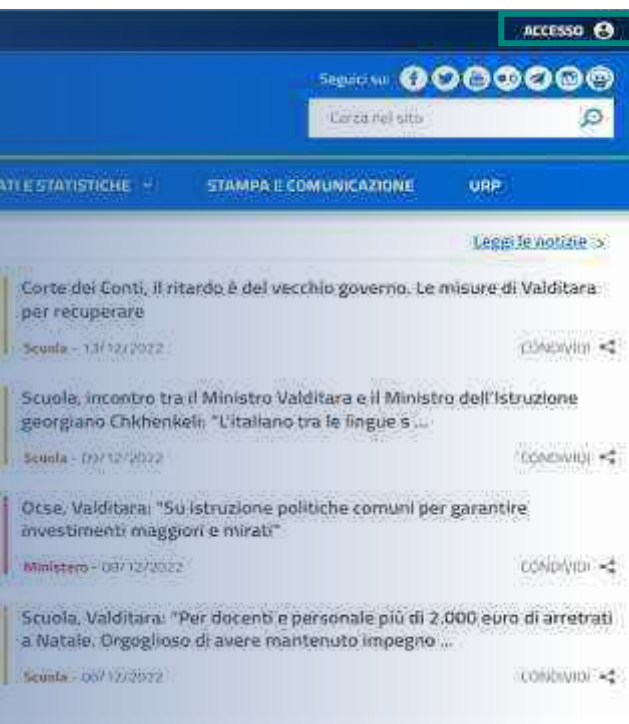 ACCESSO
Seguici su:
Cerca nel sito
ATI E STATISTICHE
STAMPA E COMUNICAZIONE
URP
Leggi le notizie >
Corte dei Conti, il ritardo è del vecchio governo. Le misure di Valditara
per recuperare
Scuola - 13/12/2022
CONDIVIDI
Scuola, incontro tra il Ministro Valditara e il Ministro dell'Istruzione
georgiano Chkhenkeli: "L'italiano tra le lingue s ...
Scuola - 09/12/2022
CONDIVIDI
Ocse, Valditara: "Su istruzione politiche comuni per garantire
investimenti maggiori e mirati"
Ministero - 09/12/2022
CONDIVIDI
Scuola, Valditara: "Per docenti e personale più di 2.000 euro di arretrati
a Natale. Orgoglioso di avere mantenuto impegno ...
Scuola - 06/12/2022
CONDIVIDI